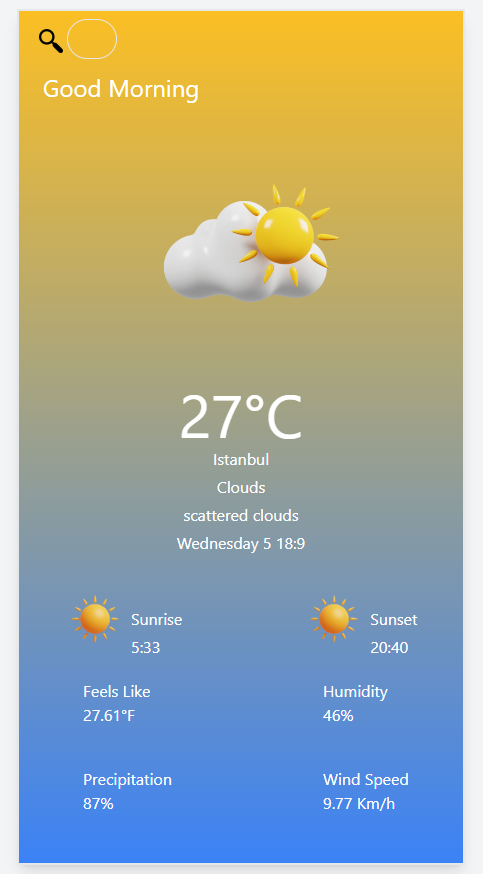 Good Morning
27°C
Istanbul
Clouds
scattered clouds
Wednesday 5 18:9
Sunrise
5:33
Sunset
20:40
Feels Like
27.61°F
Humidity
46%
Precipitation
87%
Wind Speed
9.77 Km/h